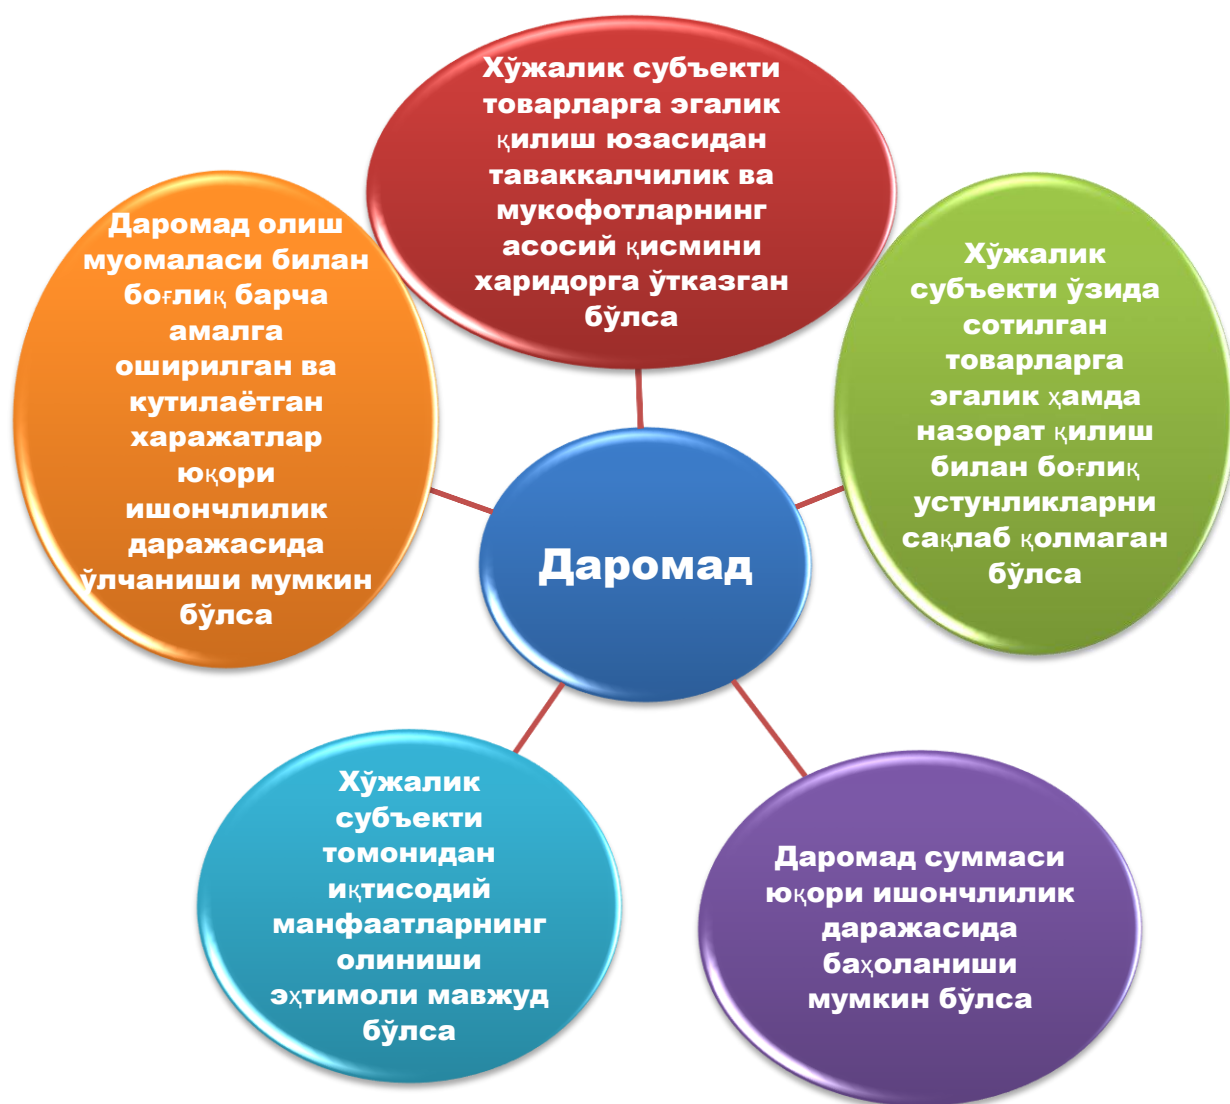 Хўжалик субъекти
товарларга эгалик
қилиш юзасидан
таваккалчилик ва
мукофотларнинг
асосий қисмини
харидорга ўтказган
бўлса
Даромад олиш
муомаласи билан
боғлиқ барча
амалга
оширилган ва
кутилаётган
харажатлар
юқори
ишончлилик
даражасида
ўлчаниши мумкин
бўлса
Хўжалик
субъекти ўзида
сотилган
товарларга
эгалик ҳамда
назорат қилиш
билан боғлиқ
устунликларни
сақлаб қолмаган
бўлса
Даромад
Хўжалик
субъекти
томонидан
иқтисодий
манфаатларнинг
олиниши
эҳтимоли мавжуд
бўлса
Даромад суммаси
юқори ишончлилик
даражасида
баҳоланиши
мумкин бўлса